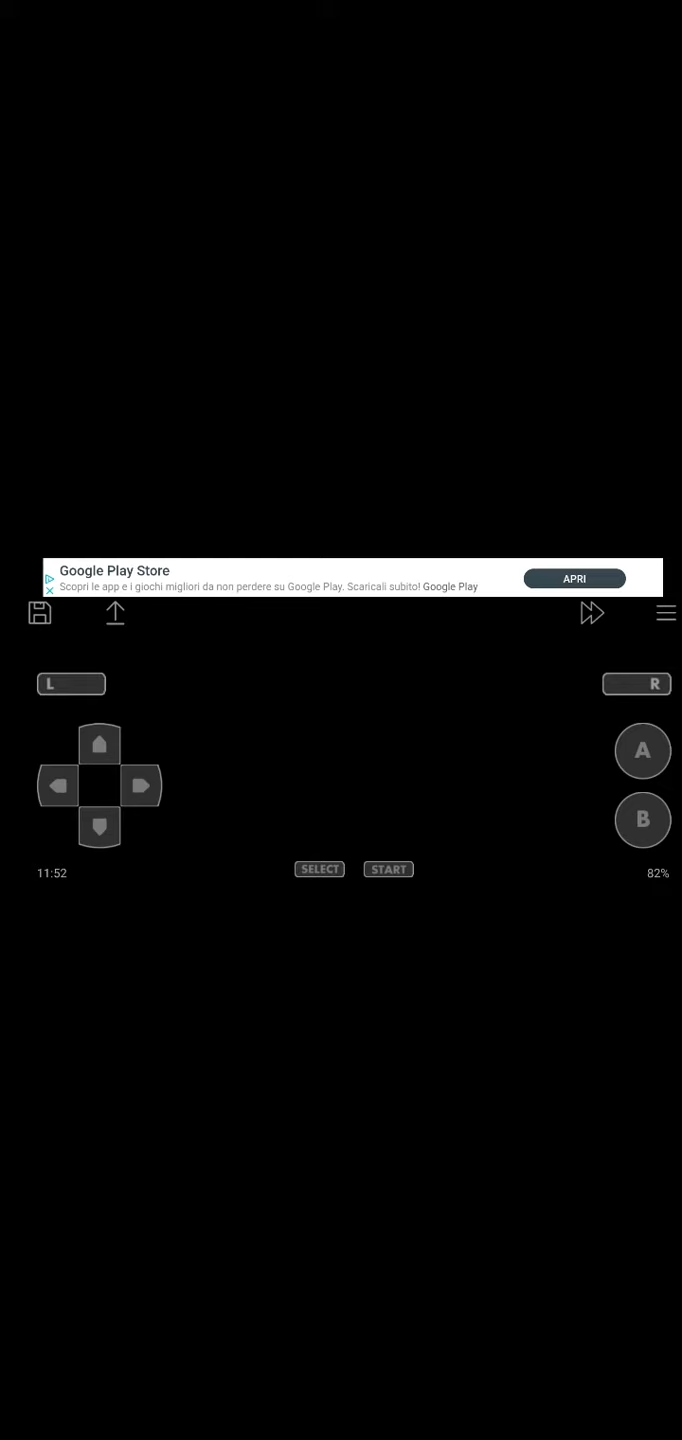 Google Play Store
Scopri le app e i giochi migliori da non perdere su Google Play. Scaricali subito! Google Play
APRI
L
R
A
B
11:52
SELECT
START
82%